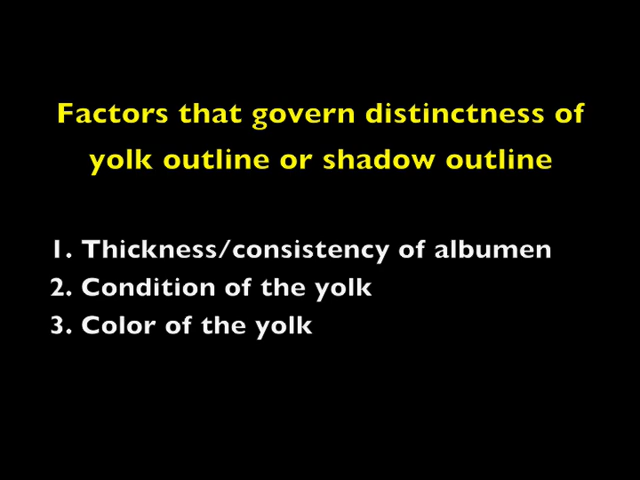 Factors that govern distinctness of
yolk outline or shadow outline
1. Thickness/consistency of albumen
2. Condition of the yolk
3. Color of the yolk